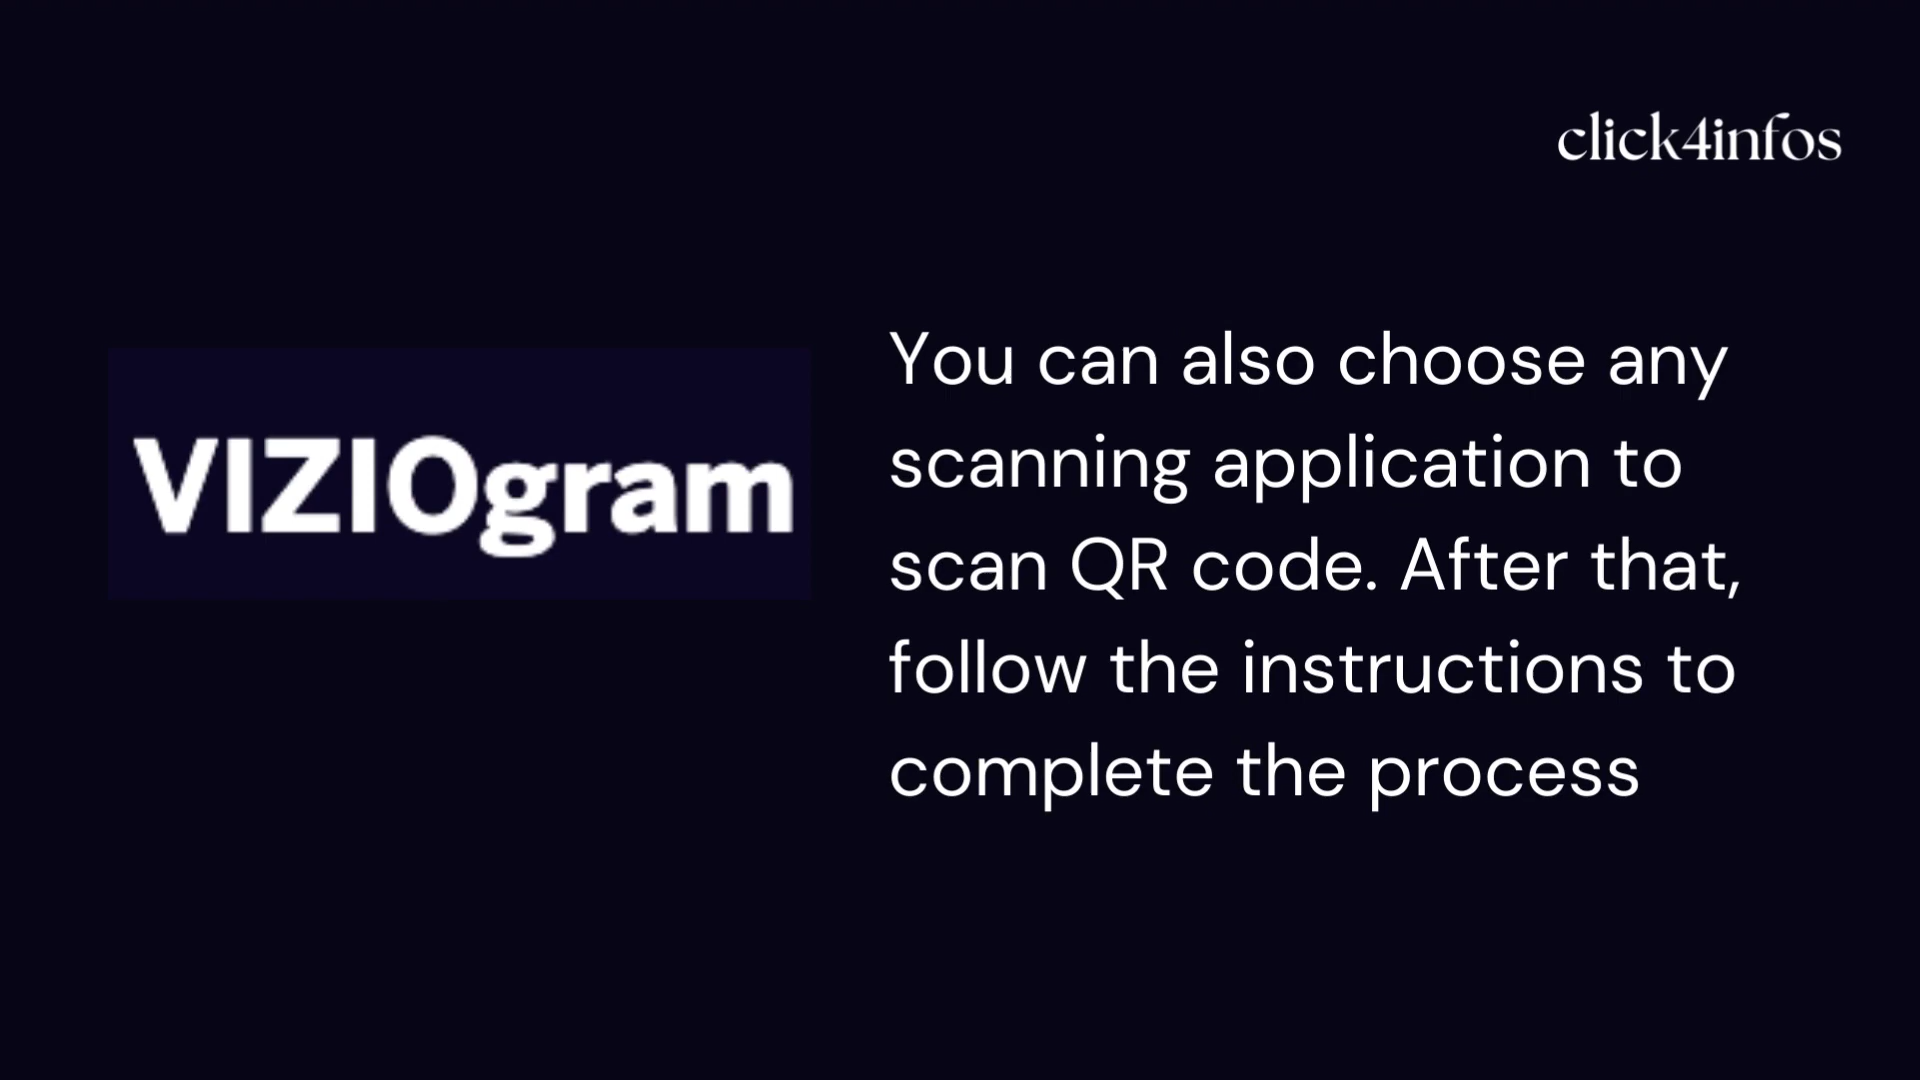 click4infos
VIZIOgram
You can also choose any
scanning application to
scan QR code. After that,
follow the instructions to
complete the process